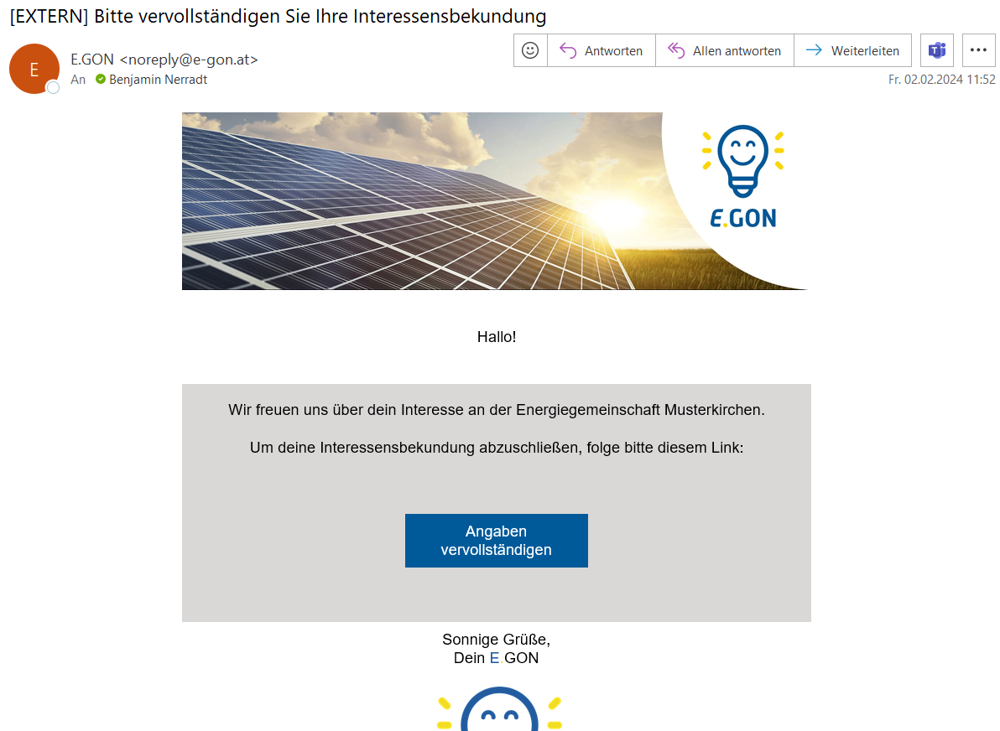 [EXTERN] Bitte vervollständigen Sie Ihre Interessensbekundung
E
E.GON <noreply@e-gon.at>
An Benjamin Nerradt
Antworten
Allen antworten
Weiterleiten
Fr. 02.02.2024 11:52
E.GON
Hallo!
Wir freuen uns über dein Interesse an der Energiegemeinschaft Musterkirchen.
Um deine Interessensbekundung abzuschließen, folge bitte diesem Link:
Angaben
vervollständigen
Sonnige Grüße,
Dein E.GON